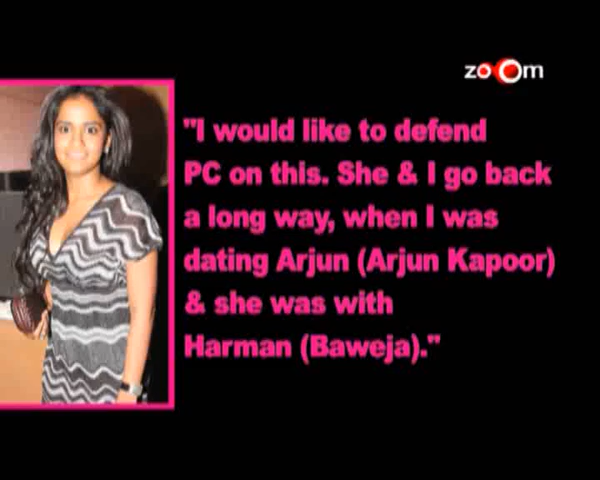 zoom
"I would like to defend
PC on this. She & I go back
a long way, when I was
dating Arjun (Arjun Kapoor)
& she was with
Harman (Baweja)."